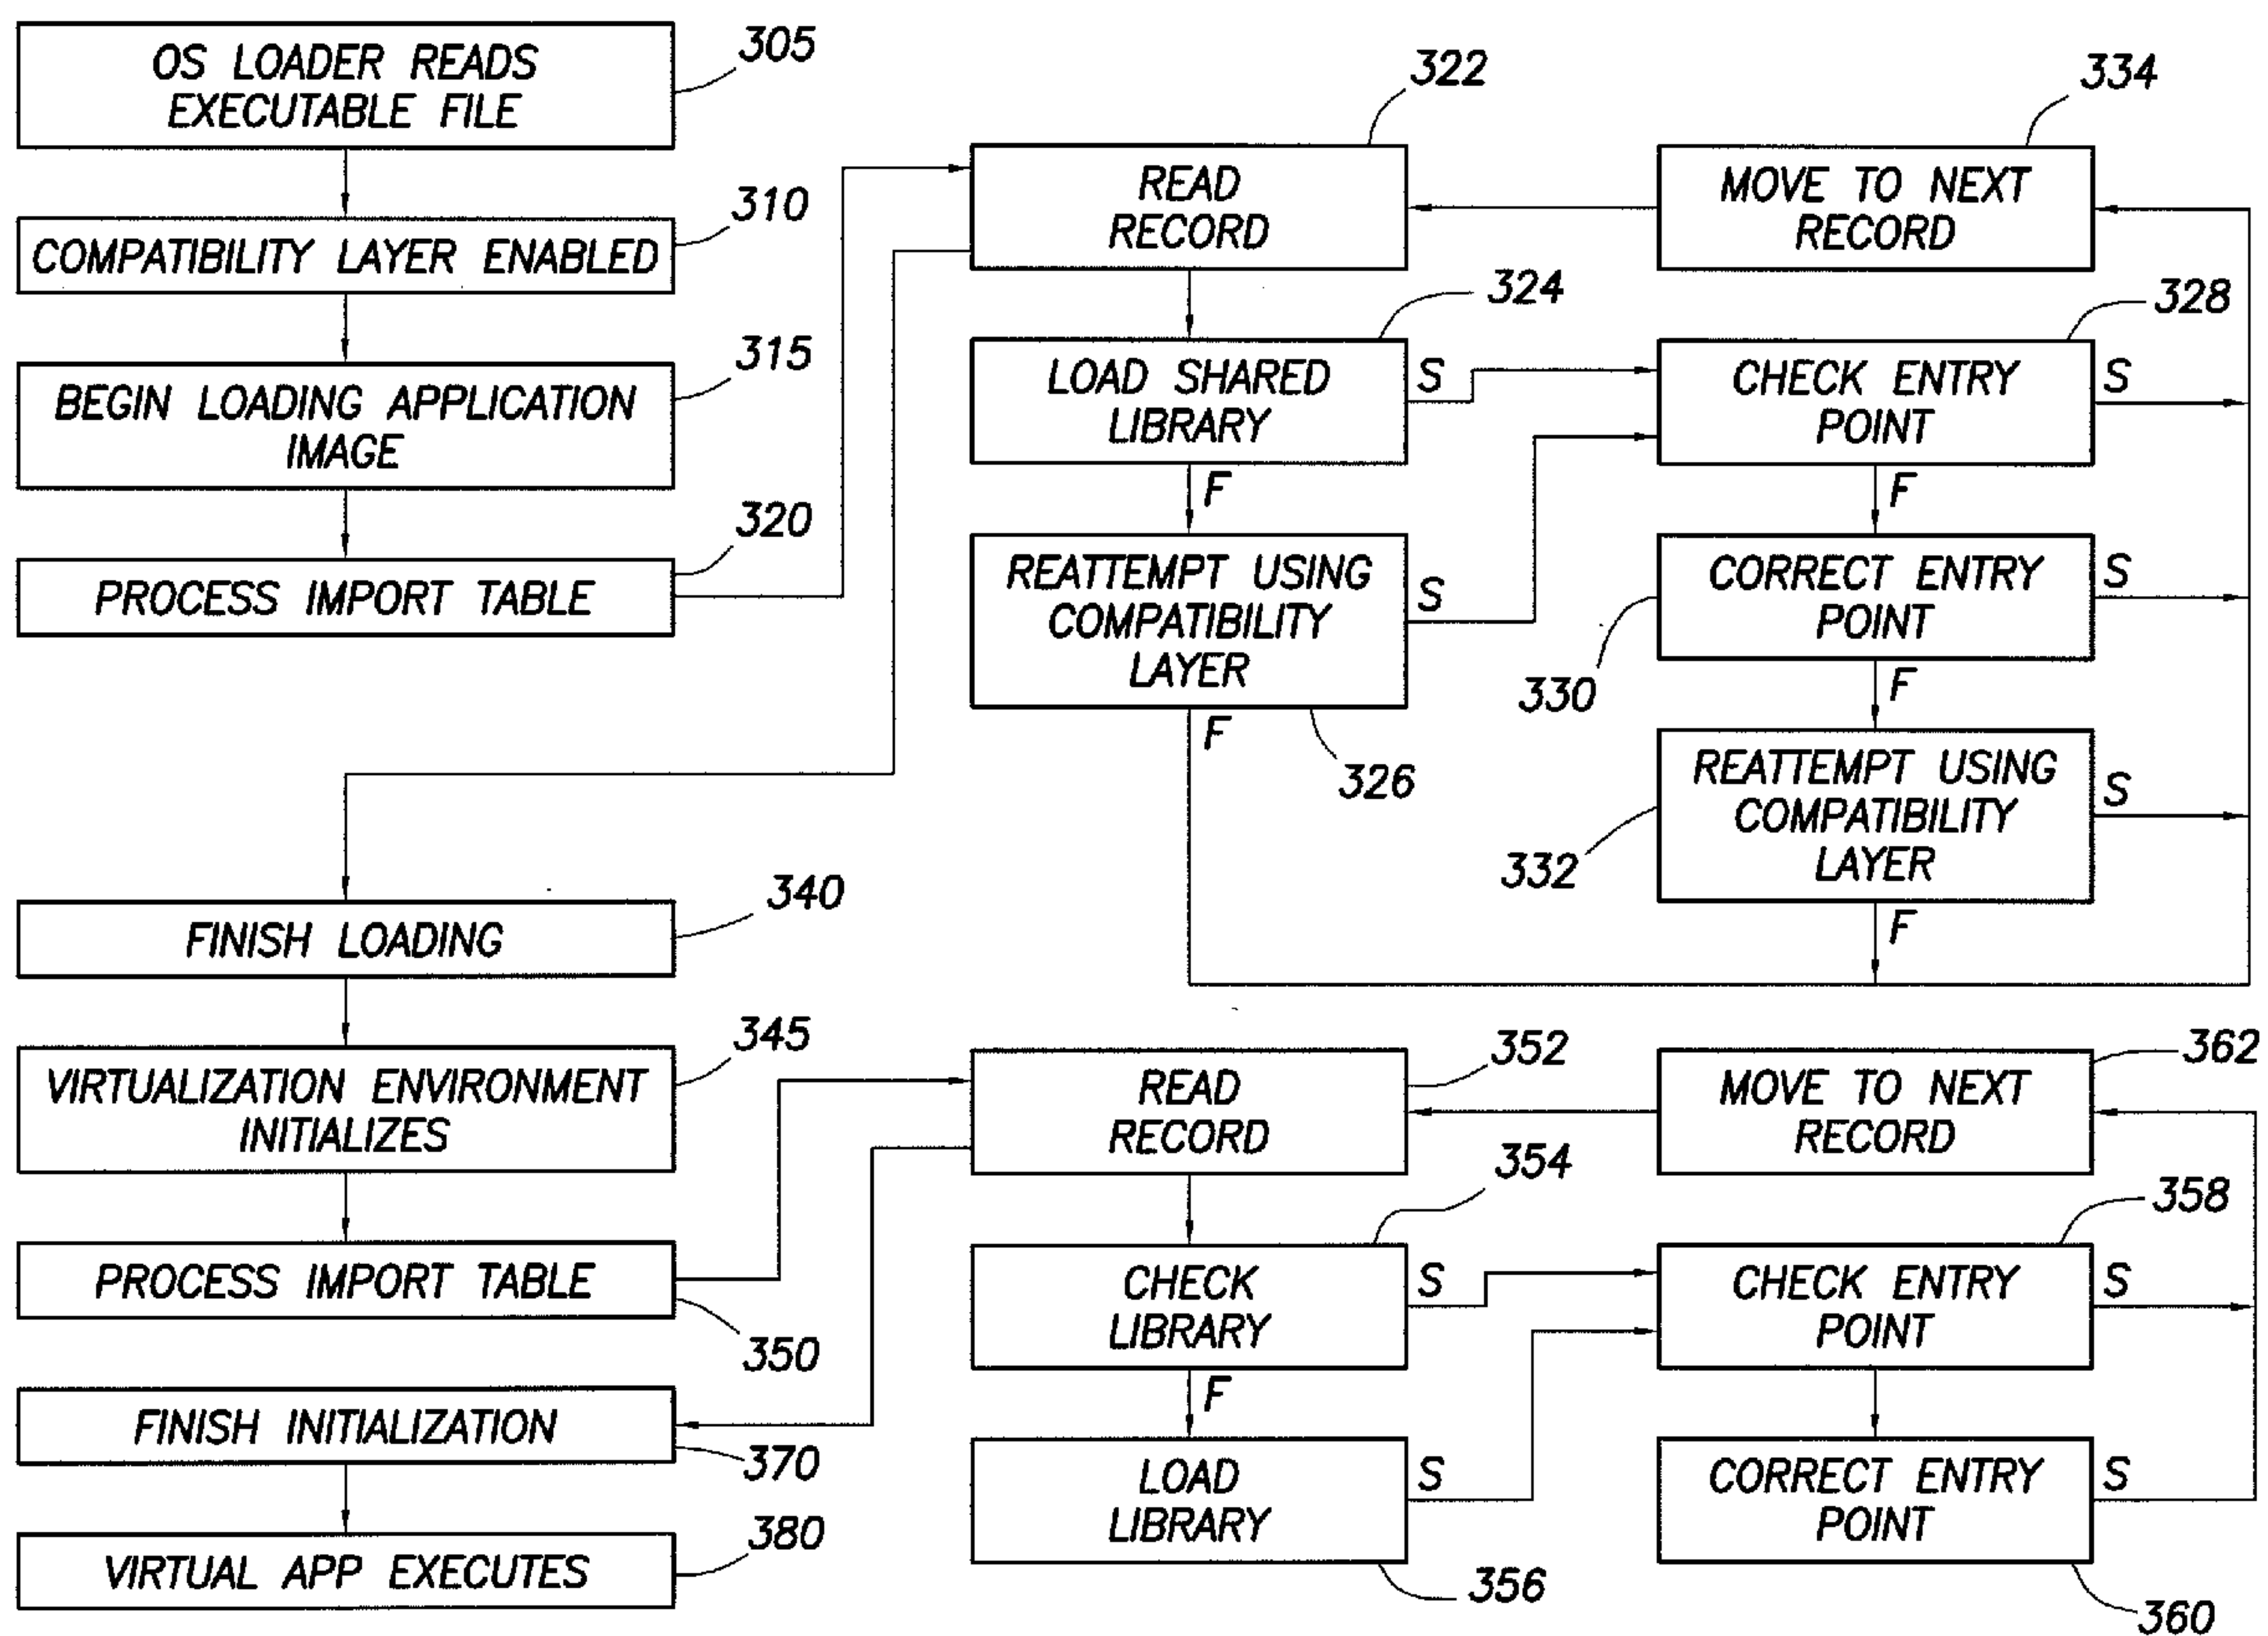 OS LOADER READS
EXECUTABLE FILE
305
COMPATIBILITY LAYER ENABLED
310
BEGIN LOADING APPLICATION
IMAGE
315
PROCESS IMPORT TABLE
320
READ
RECORD
322
MOVE TO NEXT
RECORD
334
LOAD SHARED
LIBRARY
324
S
F
CHECK ENTRY
POINT
328
S
F
REATTEMPT USING
COMPATIBILITY
LAYER
326
S
F
CORRECT ENTRY
POINT
330
S
F
REATTEMPT USING
COMPATIBILITY
LAYER
332
S
F
FINISH LOADING
340
VIRTUALIZATION ENVIRONMENT
INITIALIZES
345
PROCESS IMPORT TABLE
350
READ
RECORD
352
MOVE TO NEXT
RECORD
362
CHECK
LIBRARY
354
S
F
CHECK ENTRY
POINT
358
S
LOAD
LIBRARY
356
S
CORRECT ENTRY
POINT
360
S
FINISH INITIALIZATION
370
VIRTUAL APP EXECUTES
380